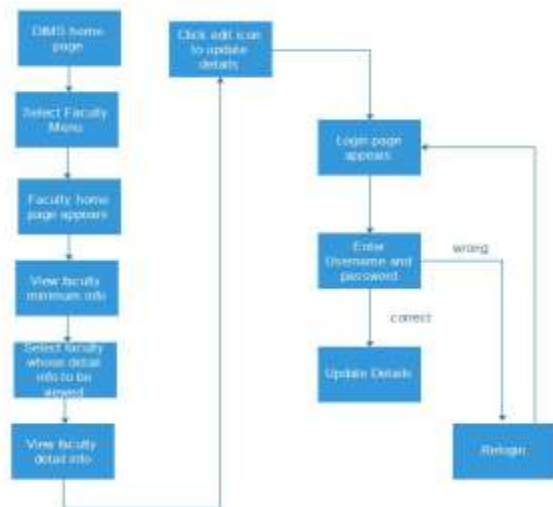 DIMS home
page
Select Faculty
Menu
Faculty home
page appears
View faculty
minimum info
Select faculty
whose detail
info to be
viewed
View faculty
detail info
Click edit icon
to update
details
Login page
appears
Enter
Username and
password
wrong
correct
Update Details
Relogin